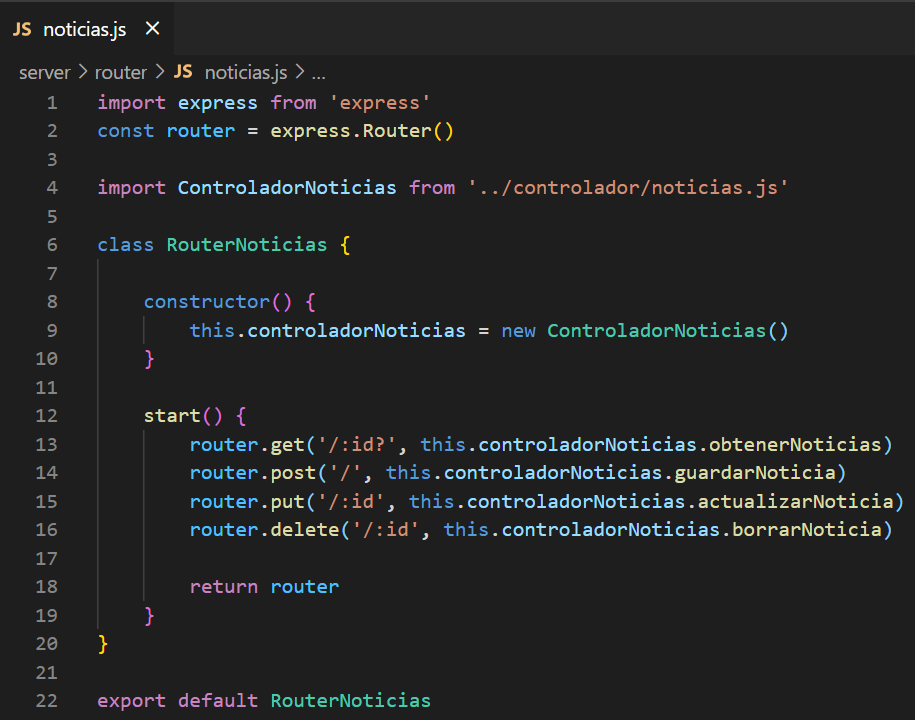 JS noticias.js ×
server > router > JS noticias.js > ...
1 import express from 'express'
2 const router = express.Router()
3
4 import ControladorNoticias from '../controlador/noticias.js'
5
6 class RouterNoticias {
7
8     constructor() {
9         this.controladorNoticias = new ControladorNoticias()
10     }
11
12     start() {
13         router.get('/:id?', this.controladorNoticias.obtenerNoticias)
14         router.post('/', this.controladorNoticias.guardarNoticia)
15         router.put('/:id', this.controladorNoticias.actualizarNoticia)
16         router.delete('/:id', this.controladorNoticias.borrarNoticia)
17
18         return router
19     }
20 }
21
22 export default RouterNoticias